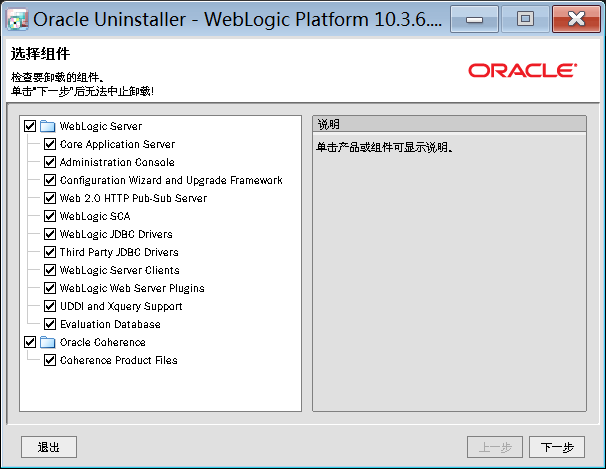 Oracle Uninstaller - WebLogic Platform 10.3.6....
选择组件
检查要卸载的组件。
单击"下一步"后无法中止卸载!
ORACLE
WebLogic Server
Core Application Server
Administration Console
Configuration Wizard and Upgrade Framework
Web 2.0 HTTP Pub-Sub Server
WebLogic SCA
WebLogic JDBC Drivers
Third Party JDBC Drivers
WebLogic Server Clients
WebLogic Web Server Plugins
UDDI and Xquery Support
Evaluation Database
Oracle Coherence
Coherence Product Files
说明
单击产品或组件可显示说明。
退出
上一步
下一步